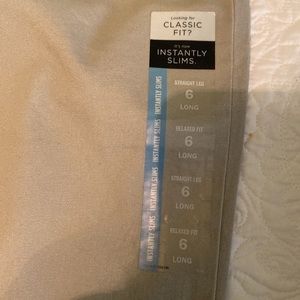 Looking for
CLASSIC
FIT?
It's now
INSTANTLY
SLIMS.
INSTANTLY SLIMS INSTANTLY SLIMS INSTANTLY SLIMS INSTANTLY SLIMS
STRAIGHT LEG
6
LONG
RELAXED FIT
6
LONG
STRAIGHT LEG
6
LONG
RELAXED FIT
6
LONG